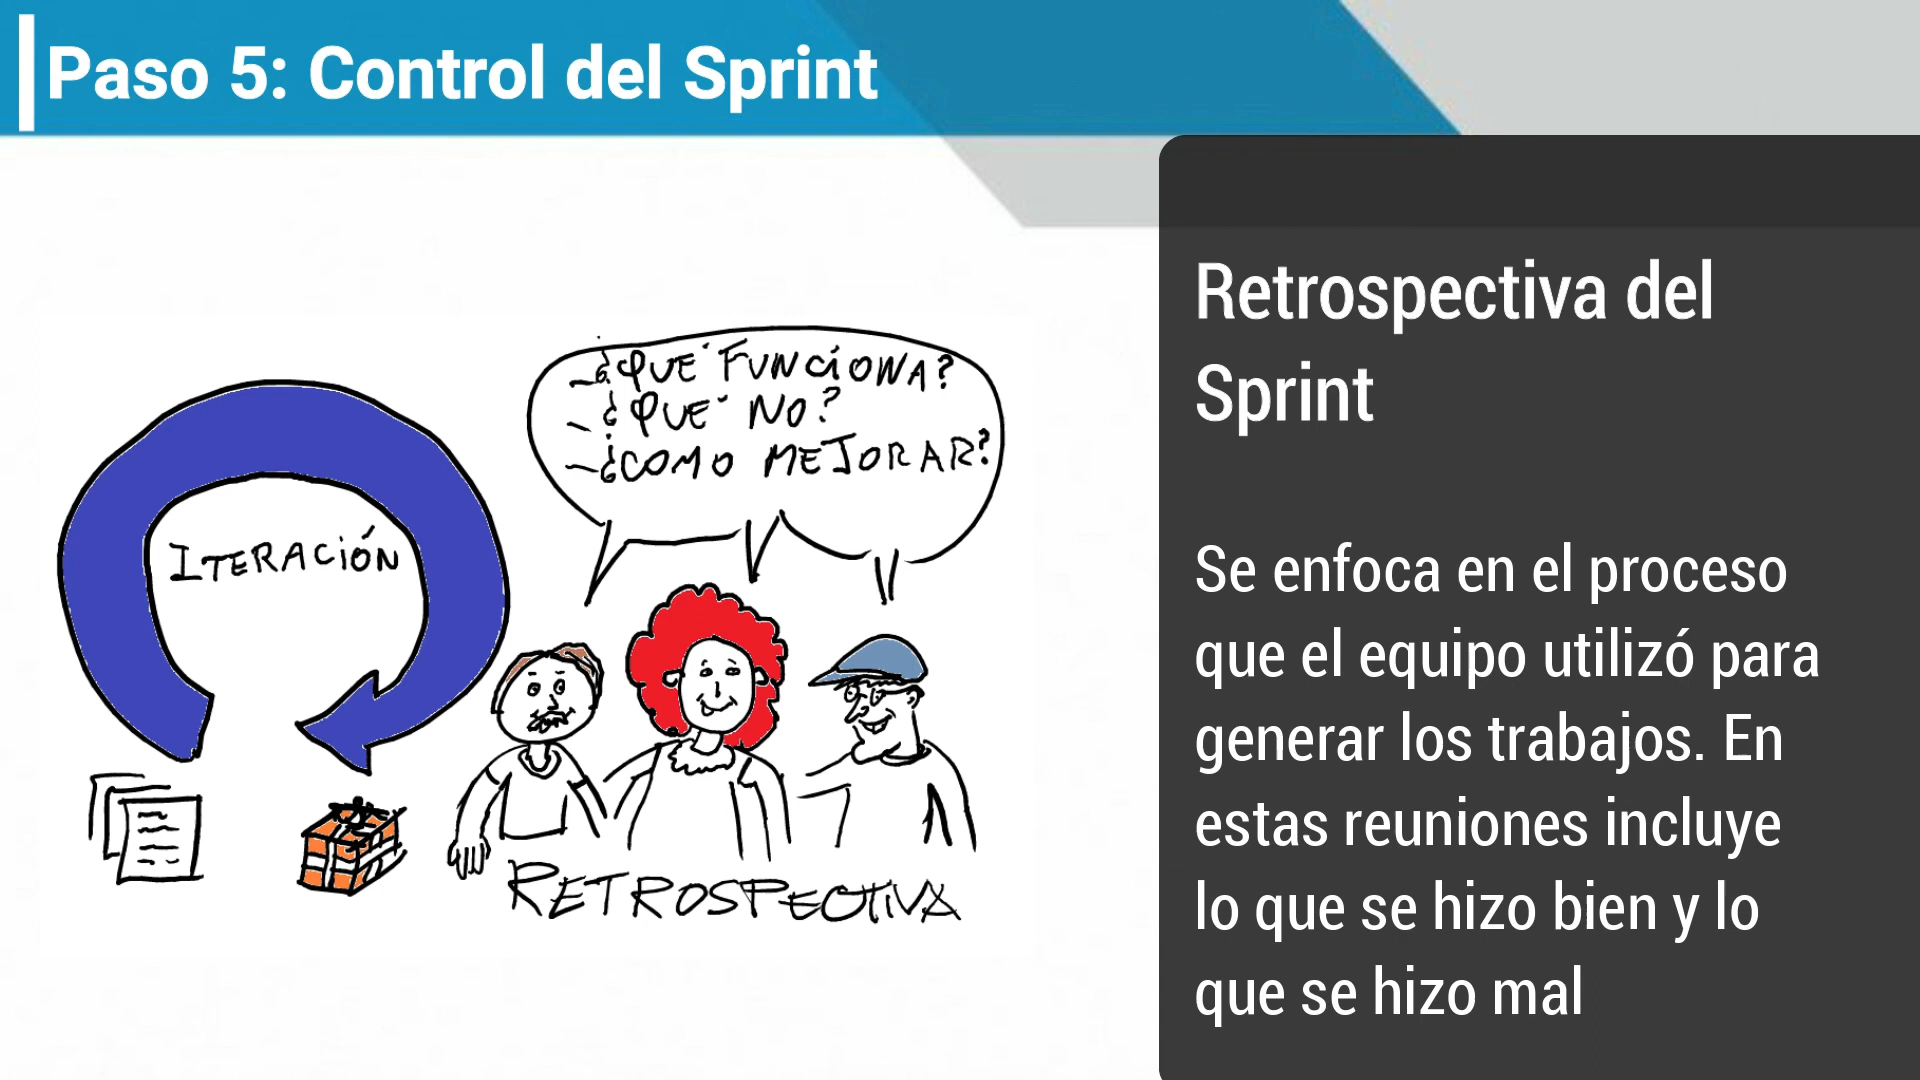 Paso 5: Control del Sprint
- ¿QUE FUNCIONA?
- ¿QUE NO?
- ¿COMO MEJORAR?
ITERACIÓN
RETROSPECTIVA
Retrospectiva del
Sprint
Se enfoca en el proceso
que el equipo utilizó para
generar los trabajos. En
estas reuniones incluye
lo que se hizo bien y lo
que se hizo mal